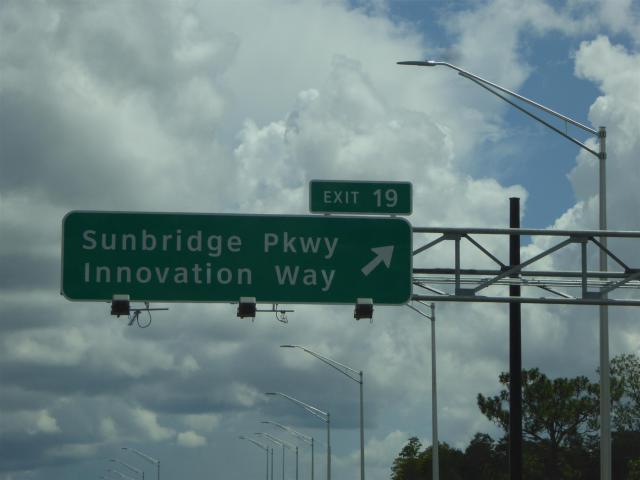 EXIT 19
Sunbridge Pkwy
Innovation Way